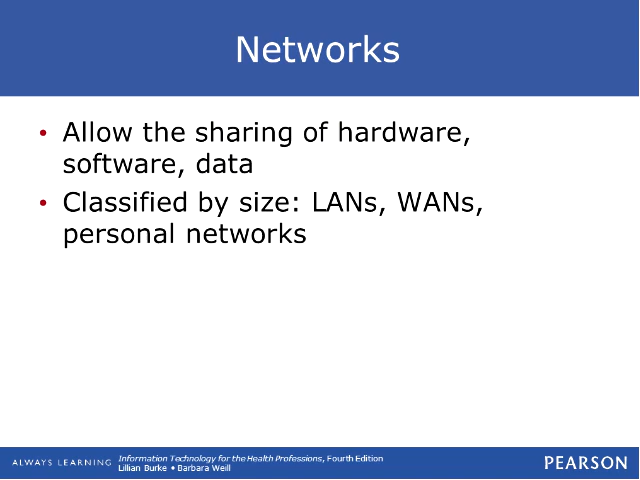 Networks
• Allow the sharing of hardware,
software, data
• Classified by size: LANs, WANs,
personal networks
ALWAYS LEARNING
Information Technology for the Health Professions, Fourth Edition
Lillian Burke • Barbara Weill
PEARSON